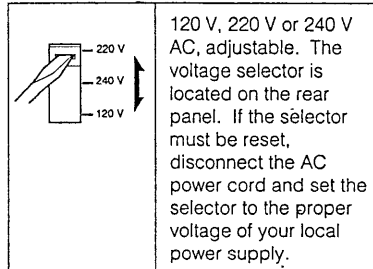 220 V
240 V
120 V
120 V, 220 V or 240 V
AC, adjustable. The
voltage selector is
located on the rear
panel. If the selector
must be reset,
disconnect the AC
power cord and set the
selector to the proper
voltage of your local
power supply.